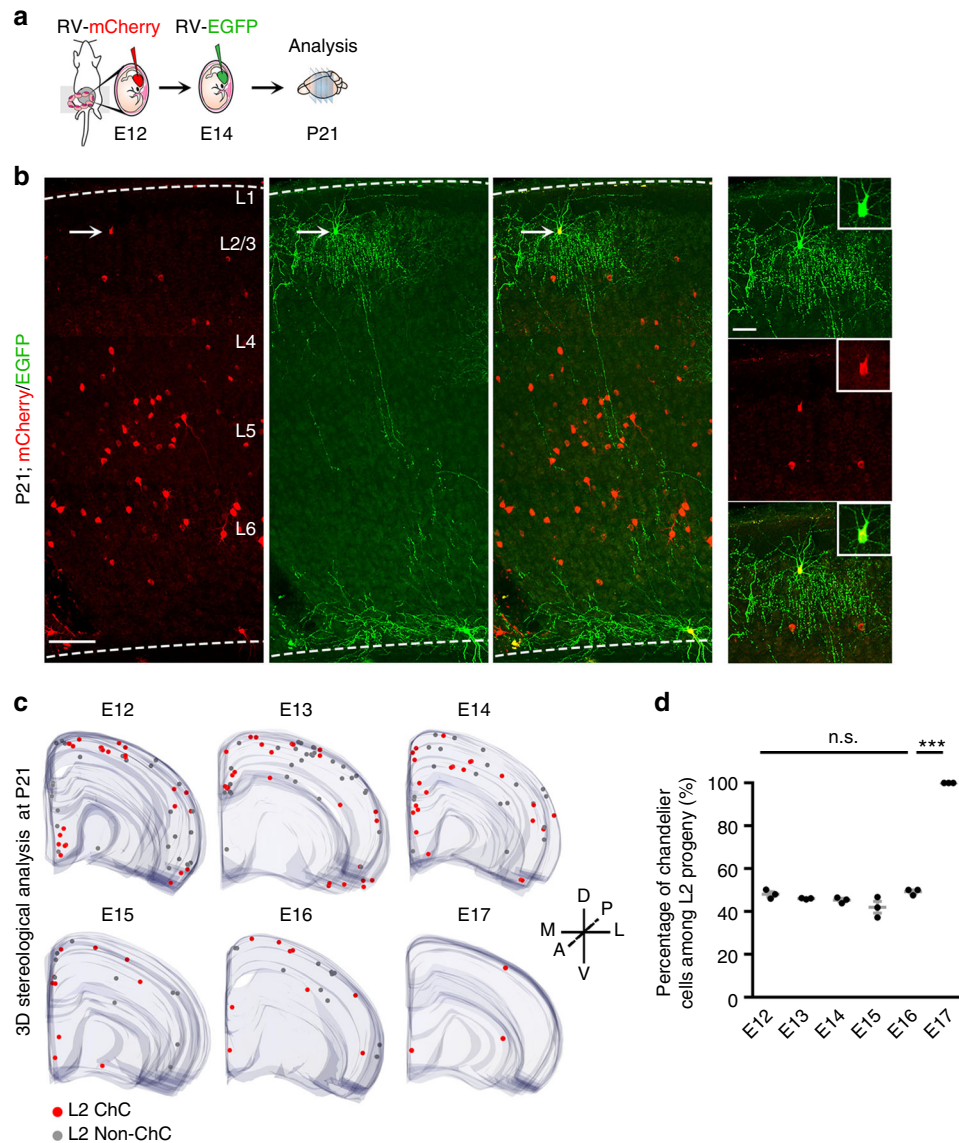 a
RV-mCherry RV-EGFP
Analysis
E12 E14 P21
b
P21; mCherry/EGFP
L1
L2/3
L4
L5
L6
c
3D stereological analysis at P21
E12 E13 E14
E15 E16 E17
D
P
M L
A
V
L2 ChC
L2 Non-ChC
d
n.s. ***
Percentage of chandelier
cells among L2 progeny (%)
100
80
60
40
20
0
E12 E13 E14 E15 E16 E17